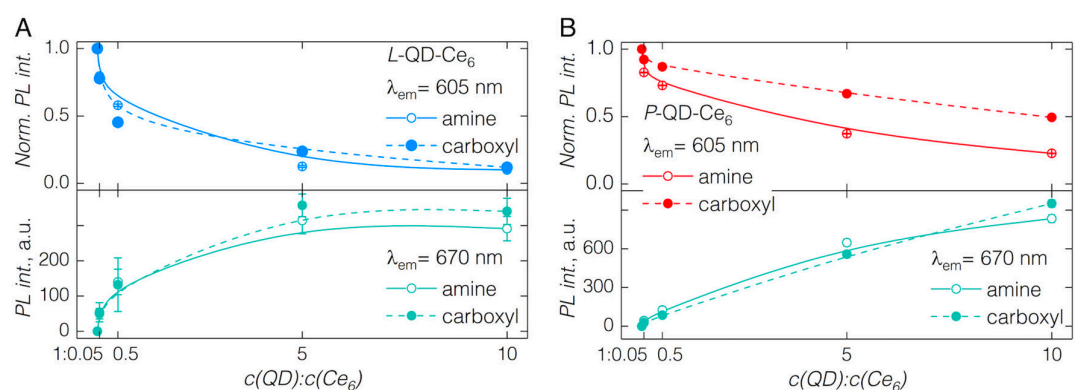 A
Norm. PL int.
1.0
0.5
0.0
L-QD-Ce₆
λem= 605 nm
amine
carboxyl
PL int., a.u.
200
100
0
λem= 670 nm
amine
carboxyl
1:0.05 0.5 5 10
c(QD):c(Ce₆)
B
Norm. PL int.
1.0
0.5
0.0
P-QD-Ce₆
λem= 605 nm
amine
carboxyl
PL int., a.u.
600
300
0
λem= 670 nm
amine
carboxyl
1:0.05 0.5 5 10
c(QD):c(Ce₆)